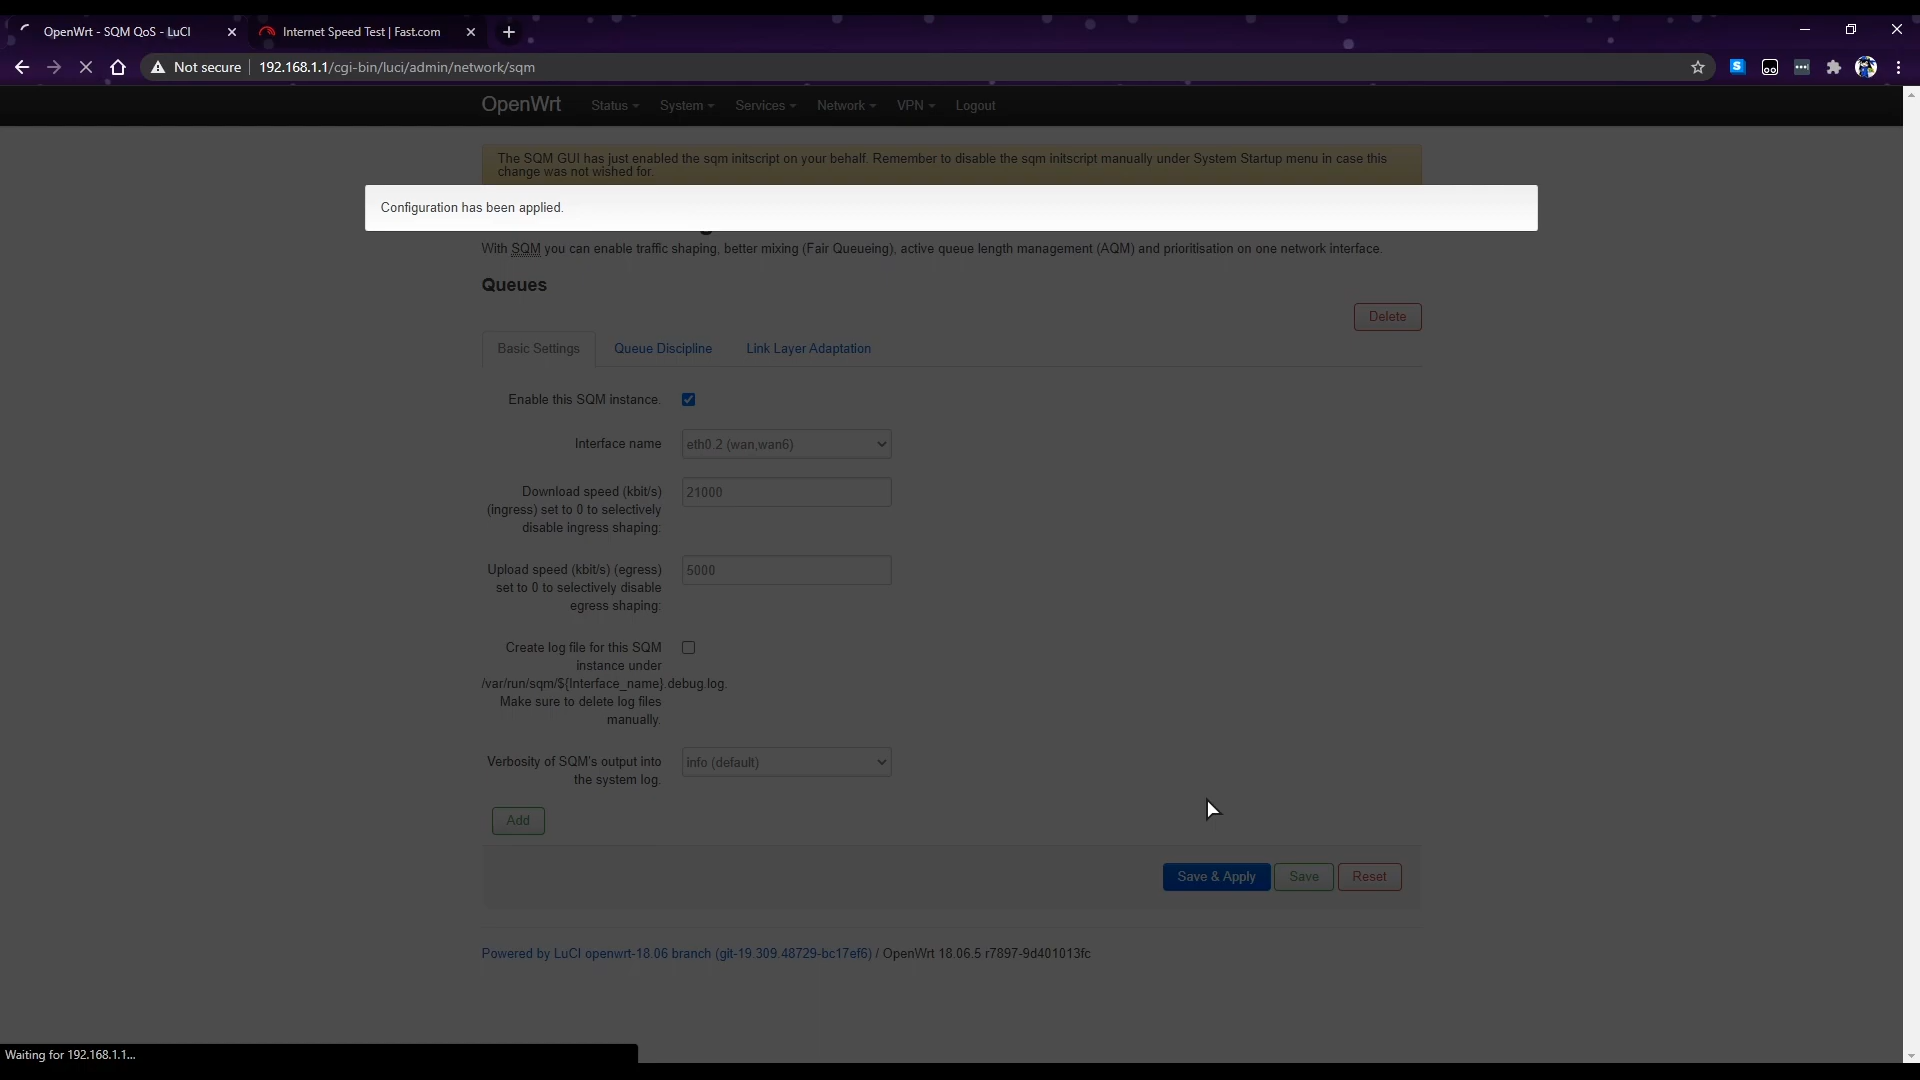 OpenWrt - SQM QoS - LuCI
Internet Speed Test | Fast.com
Not secure
192.168.1.1/cgi-bin/luci/admin/network/sqm
OpenWrt
Status
System
Services
Network
VPN
Logout
The SQM GUI has just enabled the sqm initscript on your behalf. Remember to disable the sqm initscript manually under System Startup menu in case this
change was not wished for.
Configuration has been applied.
With SQM you can enable traffic shaping, better mixing (Fair Queueing), active queue length management (AQM) and prioritisation on one network interface.
Queues
Delete
Basic Settings
Queue Discipline
Link Layer Adaptation
Enable this SQM instance.
Interface name
eth0.2 (wan,wan6)
Download speed (kbit/s)
(ingress) set to 0 to selectively
disable ingress shaping:
21000
Upload speed (kbit/s) (egress)
set to 0 to selectively disable
egress shaping:
5000
Create log file for this SQM
instance under
/var/run/sqm/${Interface_name}.debug.log.
Make sure to delete log files
manually.
Verbosity of SQM's output into
the system log.
info (default)
Add
Save & Apply
Save
Reset
Powered by LuCI openwrt-18.06 branch (git-19.309.48729-bc17ef6) / OpenWrt 18.06.5 r7897-9d401013fc
Waiting for 192.168.1.1...